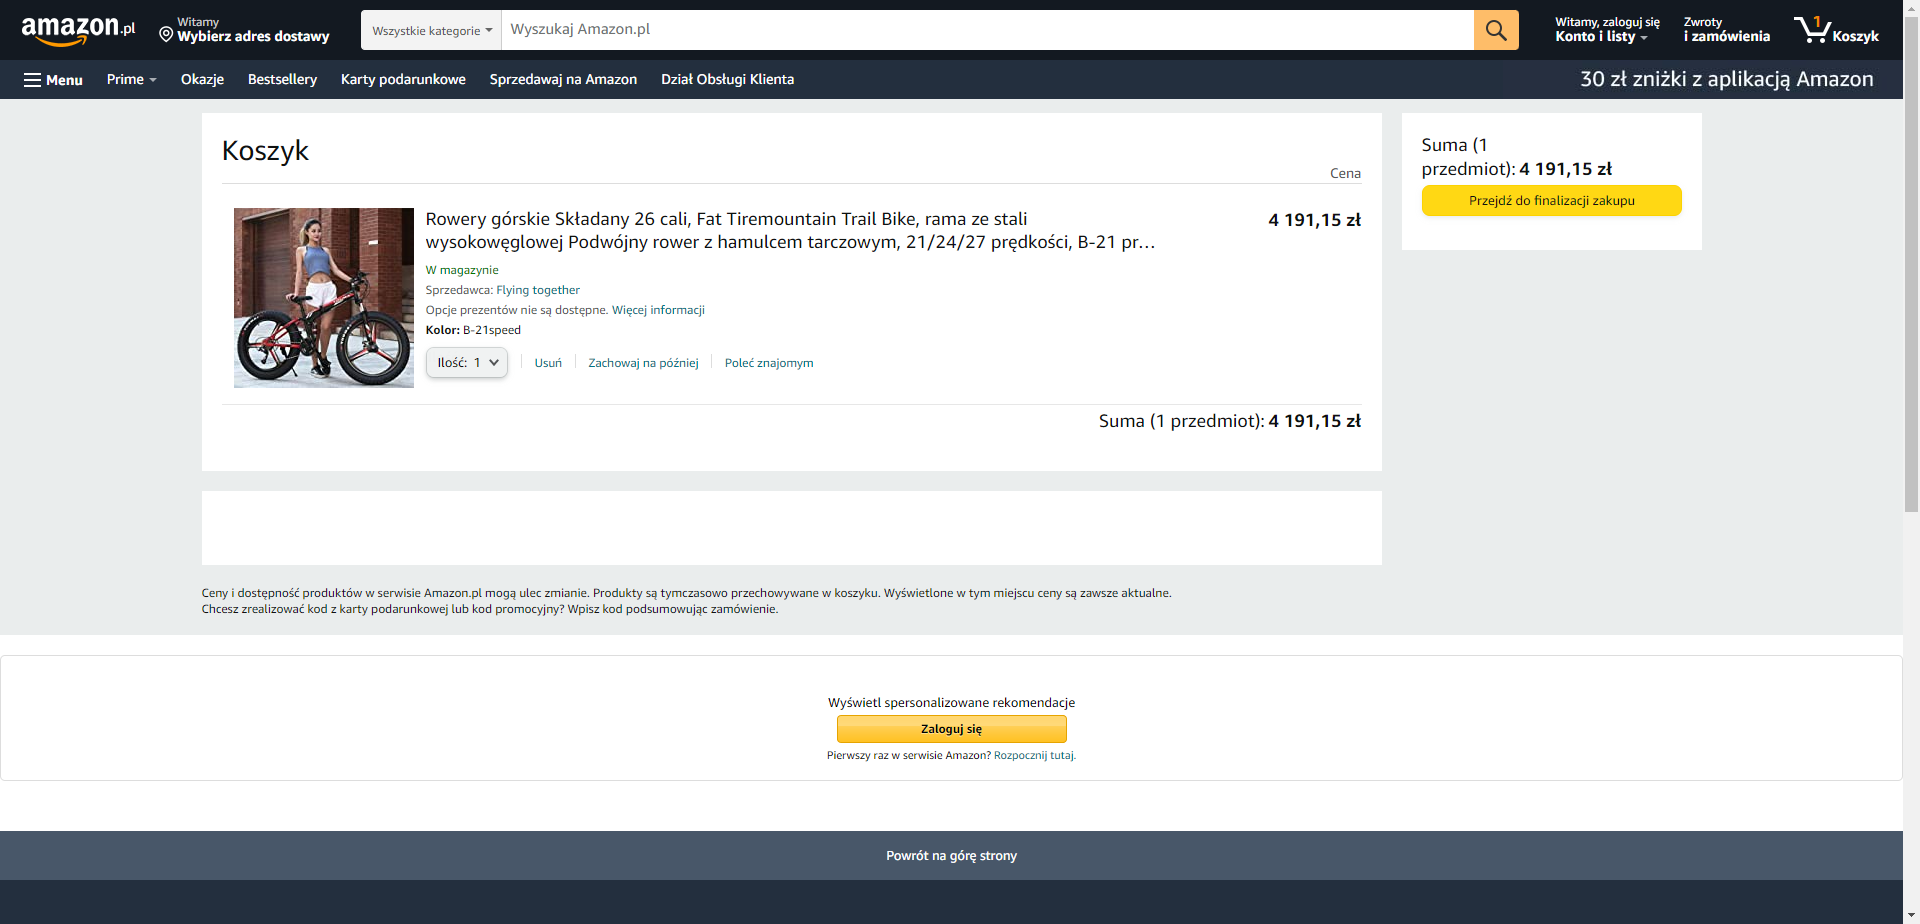 amazon.pl
Witamy
Wybierz adres dostawy
Wszystkie kategorie
Wyszukaj Amazon.pl
Witamy, zaloguj się
Konto i listy
Zwroty
i zamówienia
1
Koszyk
Menu
Prime
Okazje
Bestsellery
Karty podarunkowe
Sprzedawaj na Amazon
Dział Obsługi Klienta
30 zł zniżki z aplikacją Amazon
Koszyk
Cena
Rowery górskie Składany 26 cali, Fat Tiremountain Trail Bike, rama ze stali
wysokowęglowej Podwójny rower z hamulcem tarczowym, 21/24/27 prędkości, B-21 pr…
4 191,15 zł
W magazynie
Sprzedawca: Flying together
Opcje prezentów nie są dostępne. Więcej informacji
Kolor: B-21speed
Ilość: 1
Usuń
Zachowaj na później
Poleć znajomym
Suma (1 przedmiot): 4 191,15 zł
Suma (1
przedmiot): 4 191,15 zł
Przejdź do finalizacji zakupu
Ceny i dostępność produktów w serwisie Amazon.pl mogą ulec zmianie. Produkty są tymczasowo przechowywane w koszyku. Wyświetlone w tym miejscu ceny są zawsze aktualne.
Chcesz zrealizować kod z karty podarunkowej lub kod promocyjny? Wpisz kod podsumowując zamówienie.
Wyświetl spersonalizowane rekomendacje
Zaloguj się
Pierwszy raz w serwisie Amazon? Rozpocznij tutaj.
Powrót na górę strony